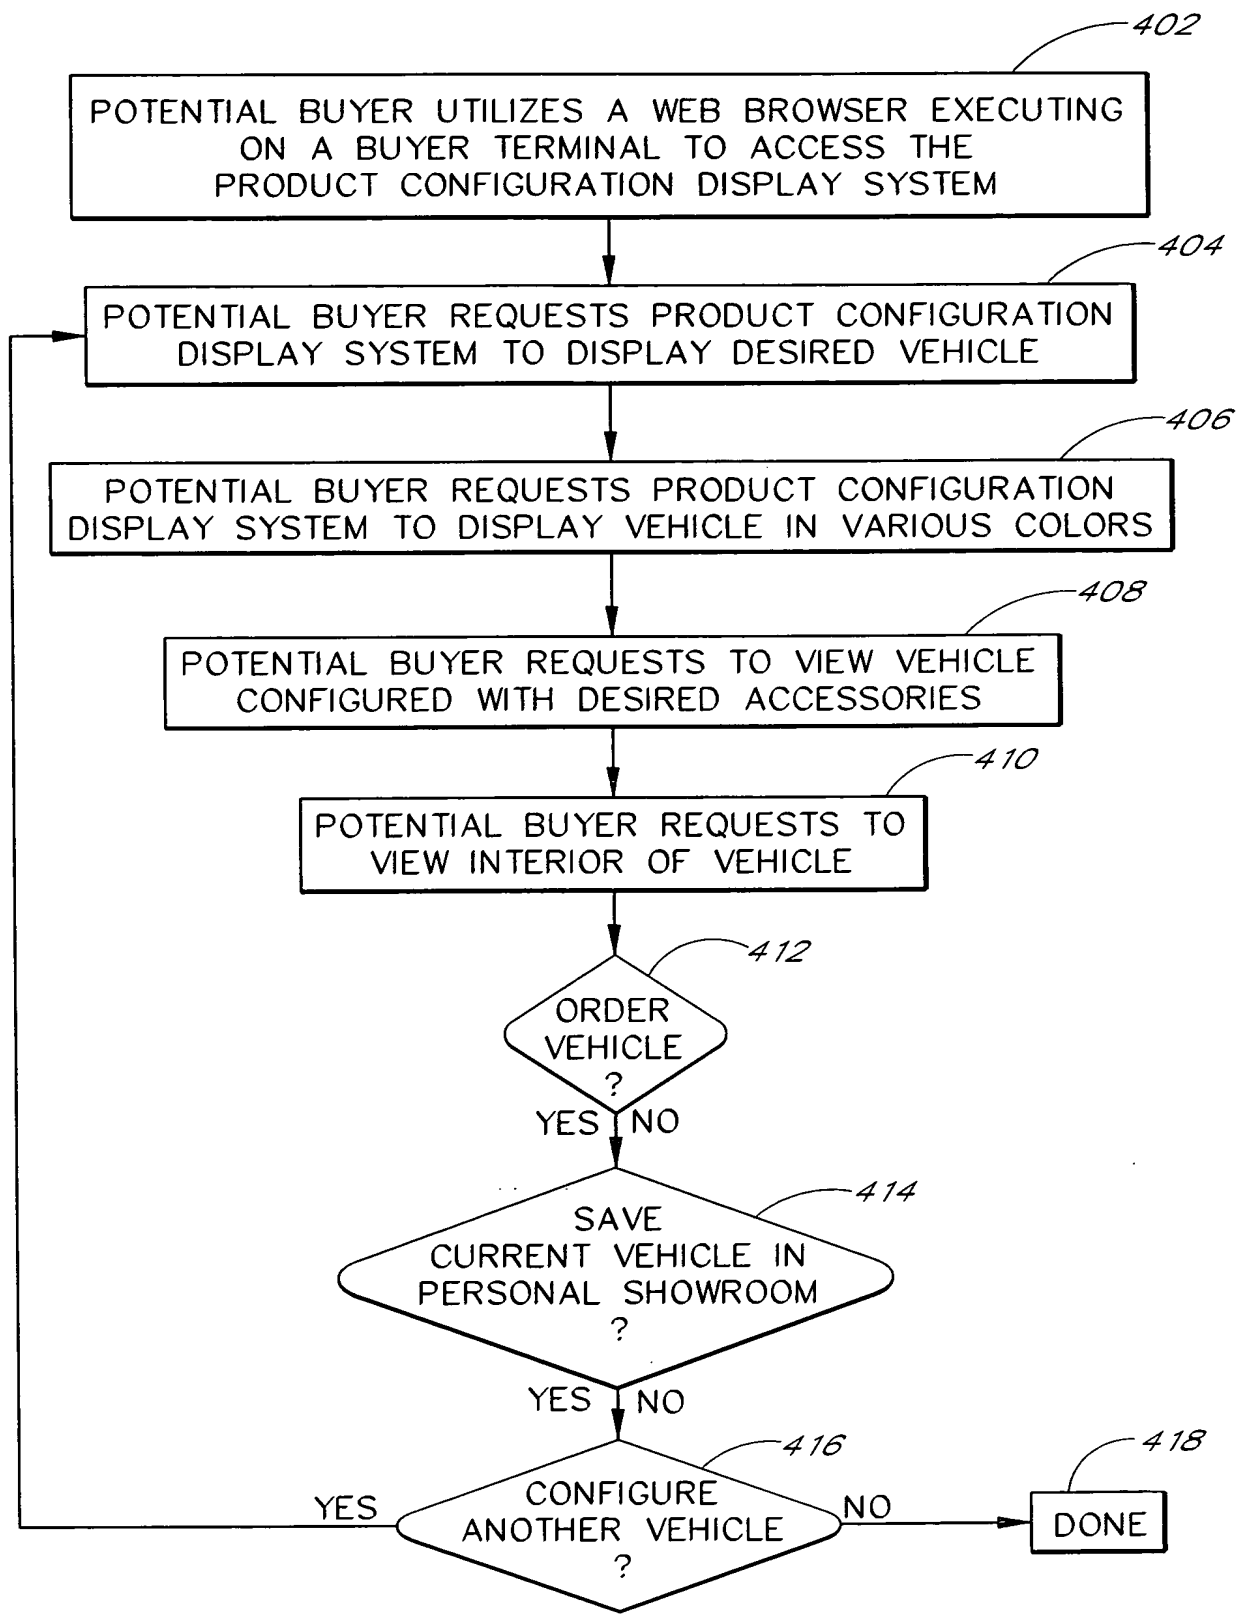 402
POTENTIAL BUYER UTILIZES A WEB BROWSER EXECUTING
ON A BUYER TERMINAL TO ACCESS THE
PRODUCT CONFIGURATION DISPLAY SYSTEM
404
POTENTIAL BUYER REQUESTS PRODUCT CONFIGURATION
DISPLAY SYSTEM TO DISPLAY DESIRED VEHICLE
406
POTENTIAL BUYER REQUESTS PRODUCT CONFIGURATION
DISPLAY SYSTEM TO DISPLAY VEHICLE IN VARIOUS COLORS
408
POTENTIAL BUYER REQUESTS TO VIEW VEHICLE
CONFIGURED WITH DESIRED ACCESSORIES
410
POTENTIAL BUYER REQUESTS TO
VIEW INTERIOR OF VEHICLE
412
ORDER
VEHICLE
?
YES NO
414
SAVE
CURRENT VEHICLE IN
PERSONAL SHOWROOM
?
YES NO
416
418
CONFIGURE
ANOTHER VEHICLE
?
YES
NO
DONE